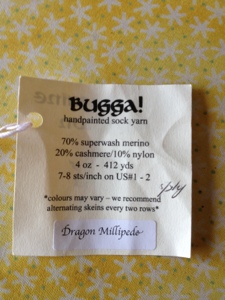 Bugga!
handpainted sock yarn
70% superwash merino
20% cashmere/10% nylon
4 oz - 412 yds
7-8 sts/inch on US#1 - 2
*colours may vary – we recommend
alternating skeins every two rows*
Dragon Millipede